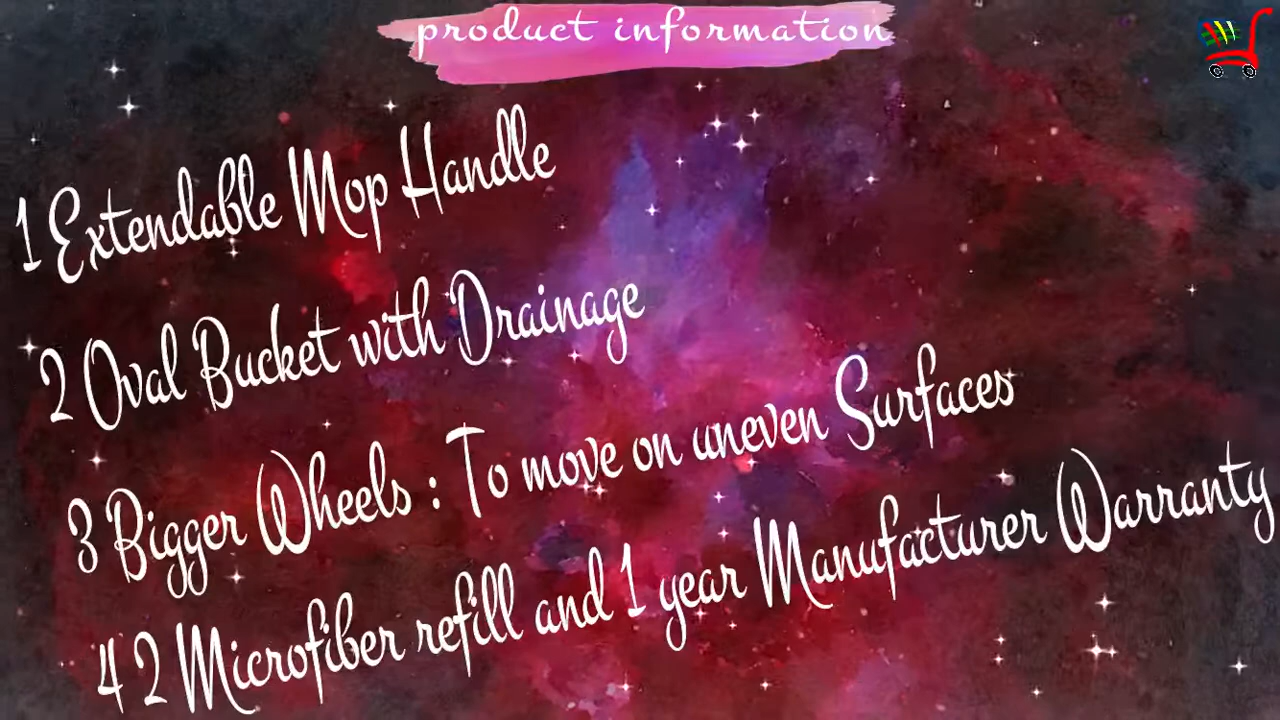 product information
1 Extendable Mop Handle
2 Oval Bucket with Drainage
3 Bigger Wheels : To move on uneven Surfaces
4 2 Microfiber refill and 1 year Manufacturer Warranty